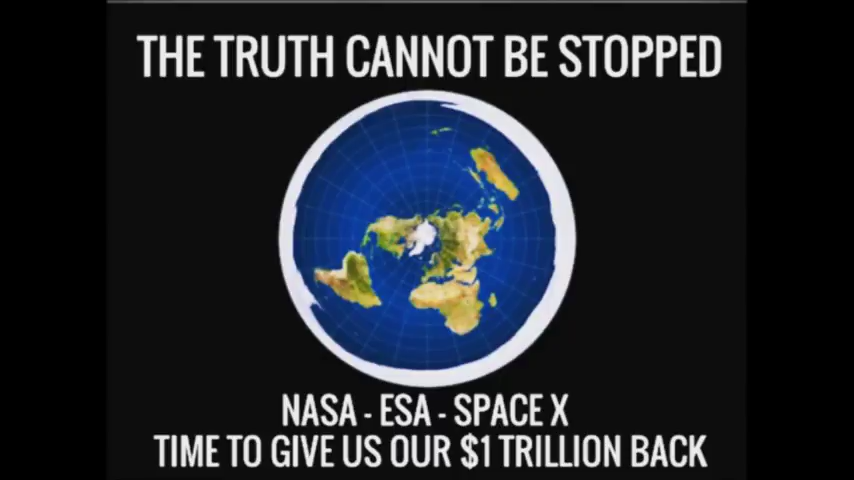 THE TRUTH CANNOT BE STOPPED
NASA - ESA - SPACE X
TIME TO GIVE US OUR $1 TRILLION BACK